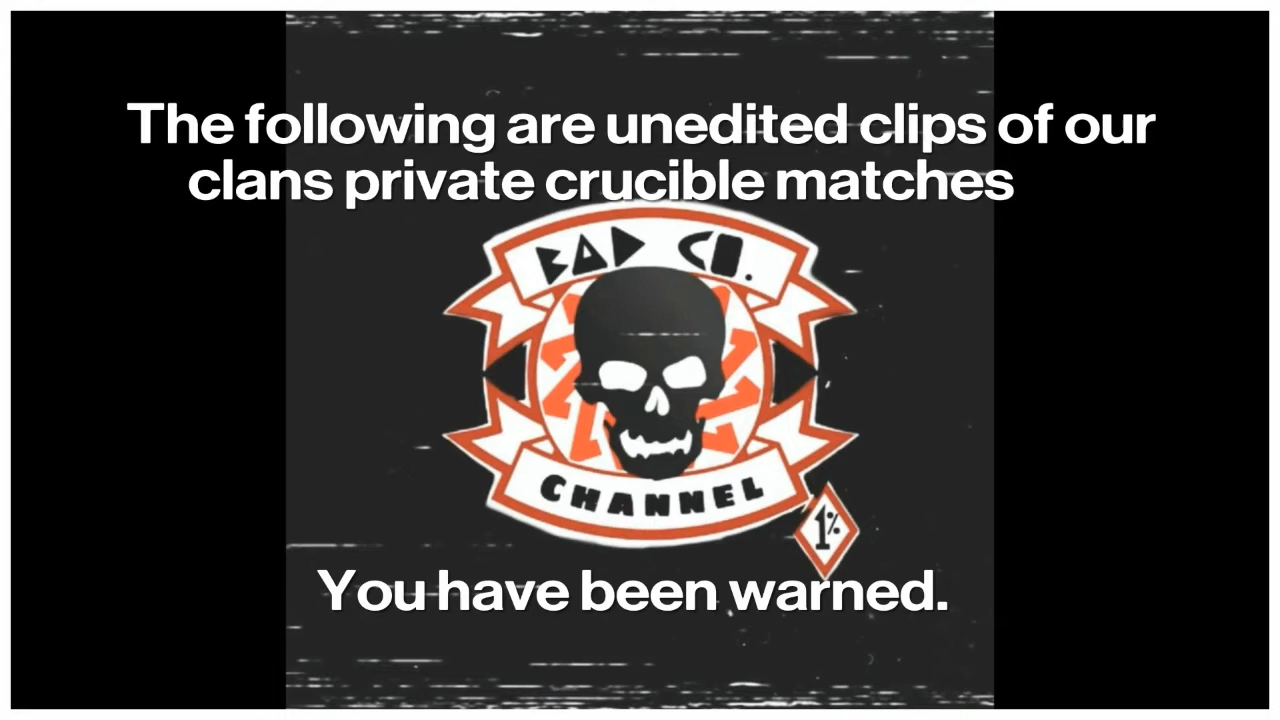 The following are unedited clips of our
clans private crucible matches
BAD CO.
CHANNEL
1%
You have been warned.